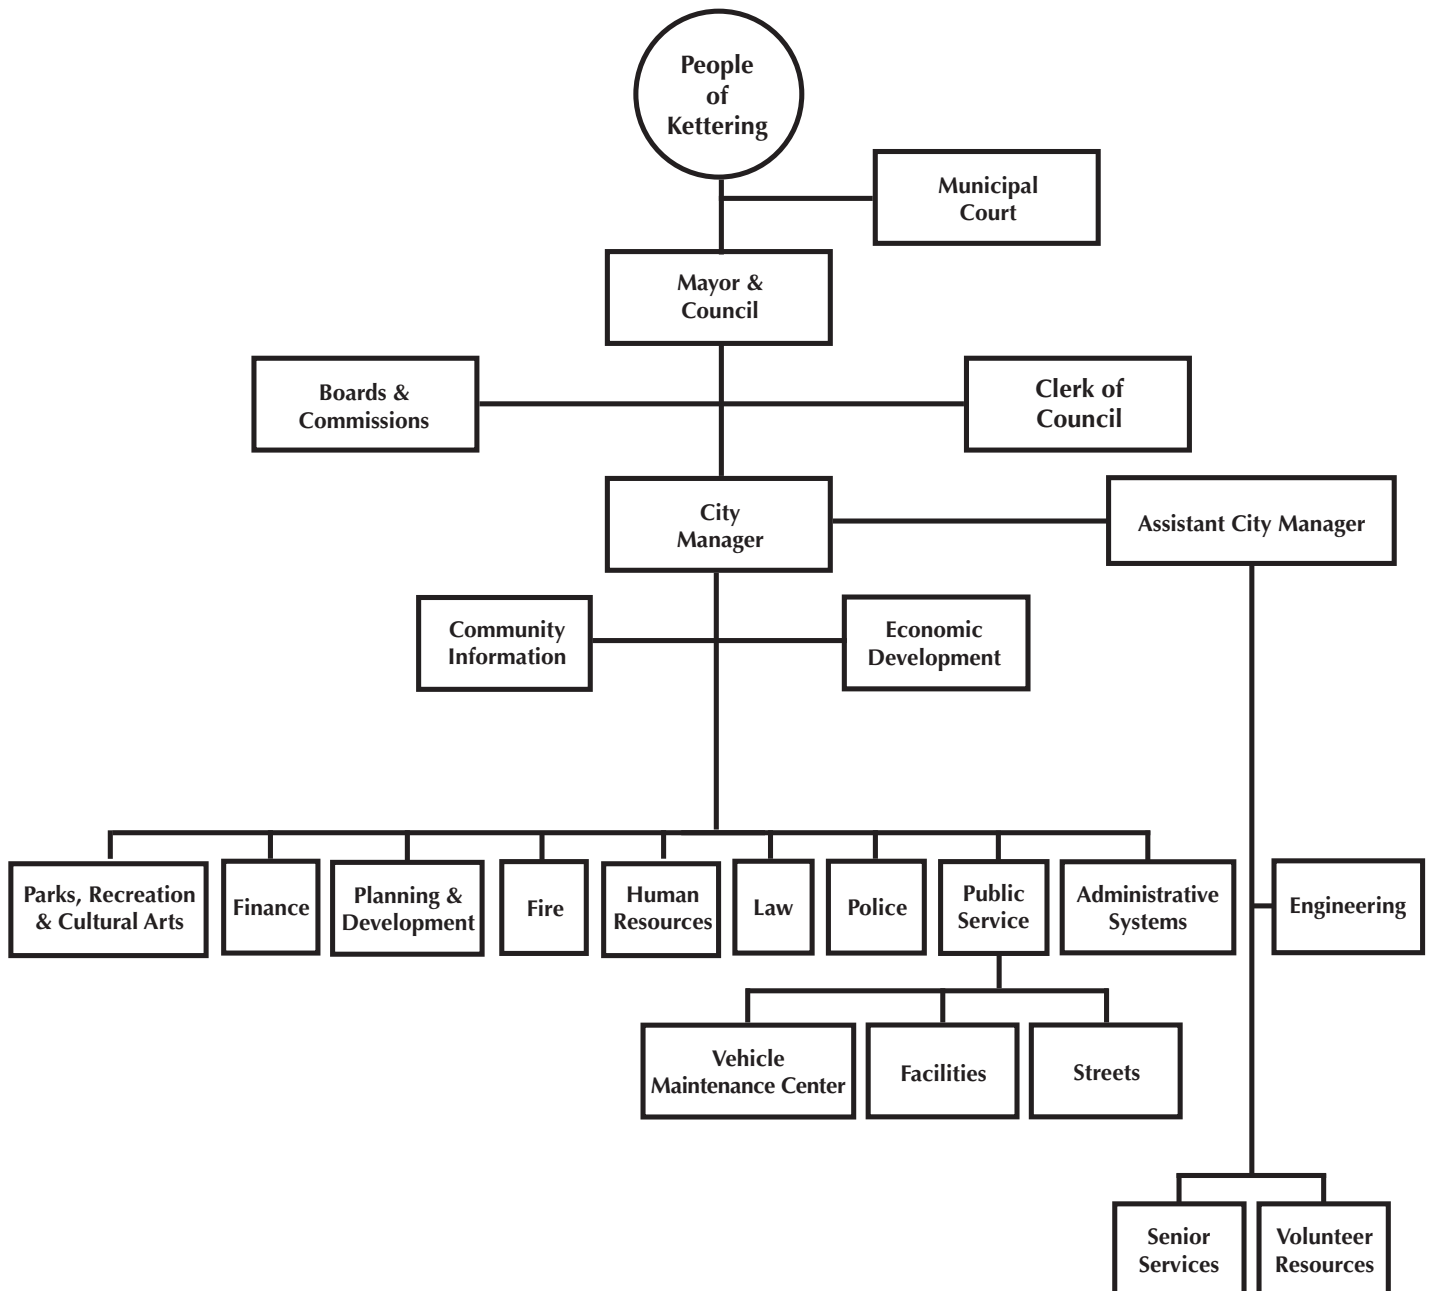 People
of
Kettering
Municipal
Court
Mayor &
Council
Boards &
Commissions
Clerk of
Council
City
Manager
Assistant City Manager
Community
Information
Economic
Development
Parks, Recreation
& Cultural Arts
Finance
Planning &
Development
Fire
Human
Resources
Law
Police
Public
Service
Administrative
Systems
Engineering
Vehicle
Maintenance Center
Facilities
Streets
Senior
Services
Volunteer
Resources